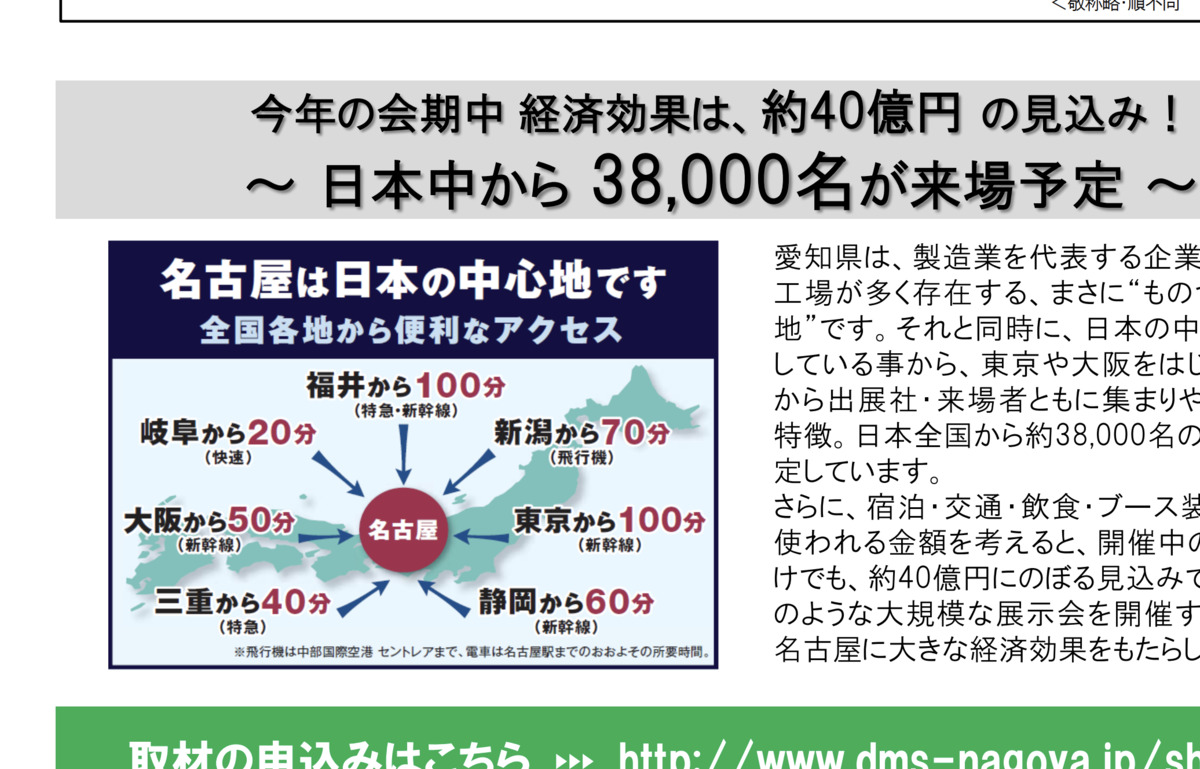 <敬称略・順不同
今年の会期中 経済効果は、約40億円 の見込み！
～ 日本中から 38,000名が来場予定 ～
名古屋は日本の中心地です
全国各地から便利なアクセス
福井から100分
(特急・新幹線)
岐阜から20分
(快速)
新潟から70分
(飛行機)
大阪から50分
(新幹線)
名古屋
東京から100分
(新幹線)
三重から40分
(特急)
静岡から60分
(新幹線)
※飛行機は中部国際空港 セントレアまで、電車は名古屋駅までのおおよその所要時間。
愛知県は、製造業を代表する企業
工場が多く存在する、まさに“もの
地”です。それと同時に、日本の中
している事から、東京や大阪をはじ
から出展社・来場者ともに集まりや
特徴。日本全国から約38,000名の
定しています。
さらに、宿泊・交通・飲食・ブース装
使われる金額を考えると、開催中の
けでも、約40億円にのぼる見込みで
のような大規模な展示会を開催す
名古屋に大きな経済効果をもたらし
取材の申込みはこちら ››› http://www.dms-nagoya.jp/sh